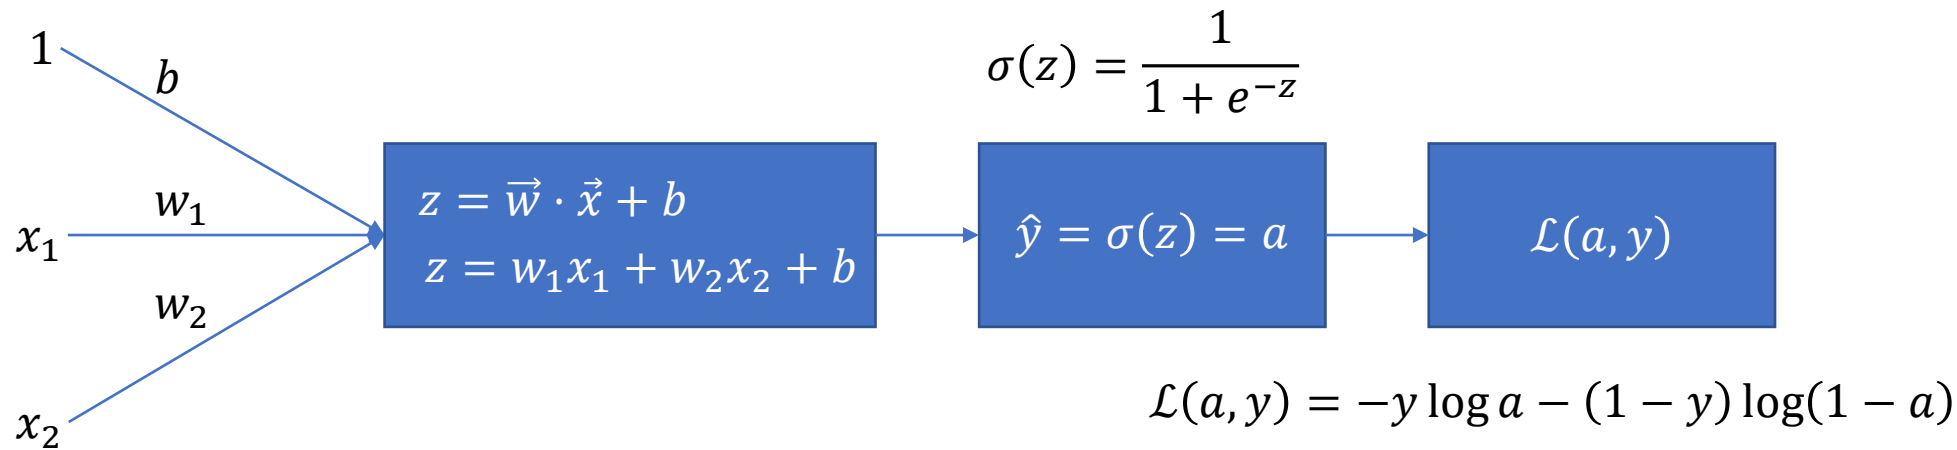 1
b
σ(z) = 1 / (1 + e^{−z})
w₁
x₁
z = w⃗ · x⃗ + b
z = w₁x₁ + w₂x₂ + b
ŷ = σ(z) = a
ℒ(a, y)
w₂
x₂
ℒ(a, y) = −y log a − (1 − y) log(1 − a)